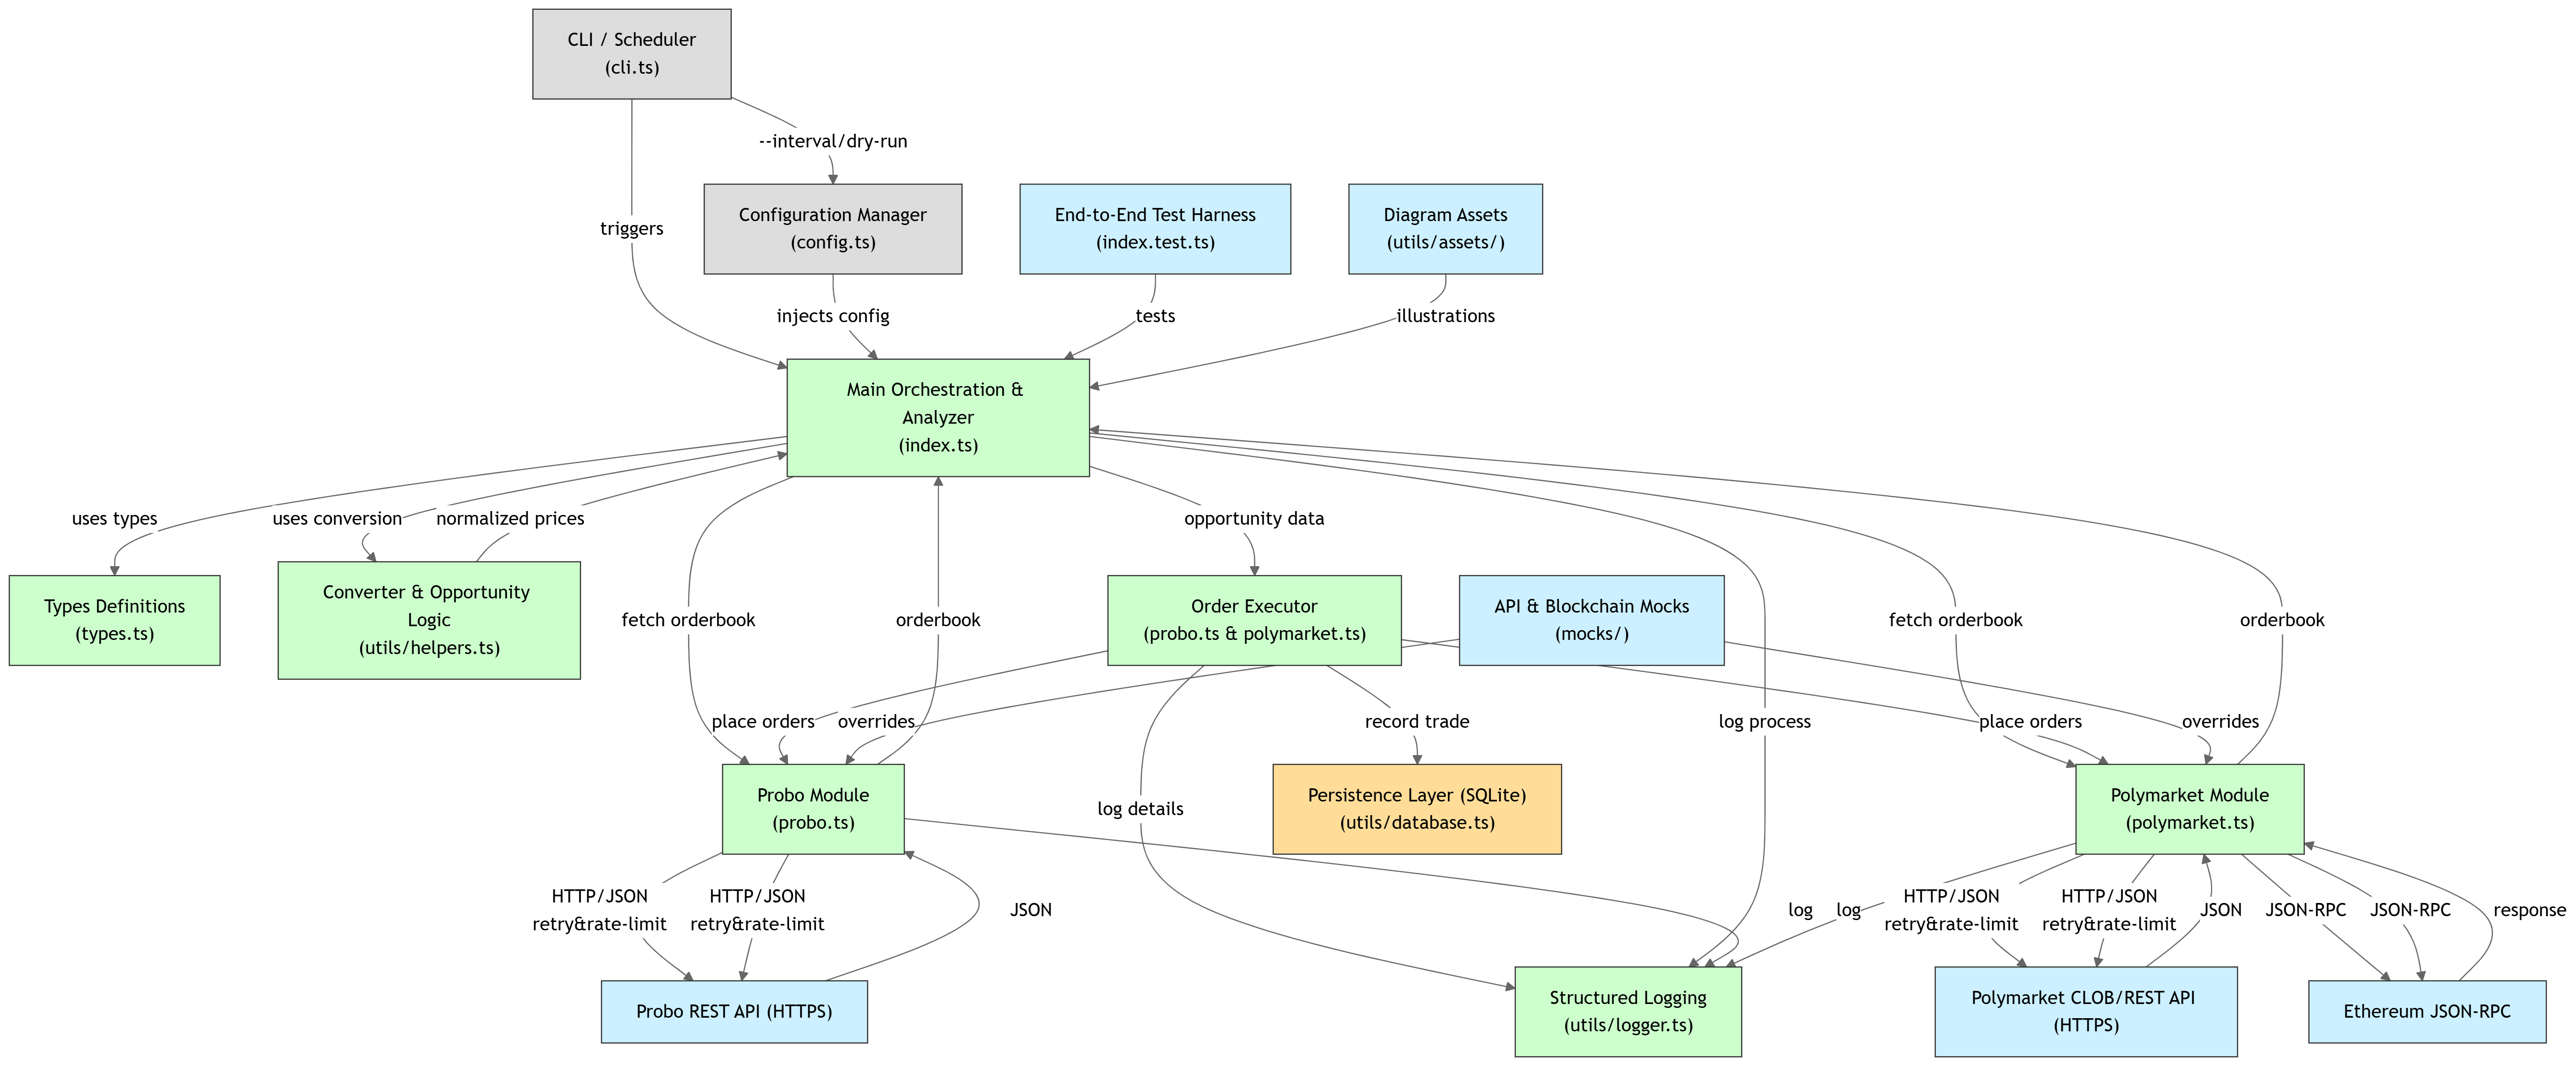 CLI / Scheduler
(cli.ts)
--interval/dry-run
triggers
Configuration Manager
(config.ts)
End-to-End Test Harness
(index.test.ts)
Diagram Assets
(utils/assets/)
injects config
tests
illustrations
Main Orchestration &
Analyzer
(index.ts)
uses types
uses conversion
normalized prices
opportunity data
Types Definitions
(types.ts)
Converter & Opportunity
Logic
(utils/helpers.ts)
fetch orderbook
orderbook
Order Executor
(probo.ts & polymarket.ts)
API & Blockchain Mocks
(mocks/)
fetch orderbook
orderbook
place orders
overrides
record trade
log process
place orders
overrides
Probo Module
(probo.ts)
log details
Persistence Layer (SQLite)
(utils/database.ts)
Polymarket Module
(polymarket.ts)
HTTP/JSON
retry&rate-limit
HTTP/JSON
retry&rate-limit
JSON
log
log
HTTP/JSON
retry&rate-limit
HTTP/JSON
retry&rate-limit
JSON
JSON-RPC
JSON-RPC
response
Probo REST API (HTTPS)
Structured Logging
(utils/logger.ts)
Polymarket CLOB/REST API
(HTTPS)
Ethereum JSON-RPC